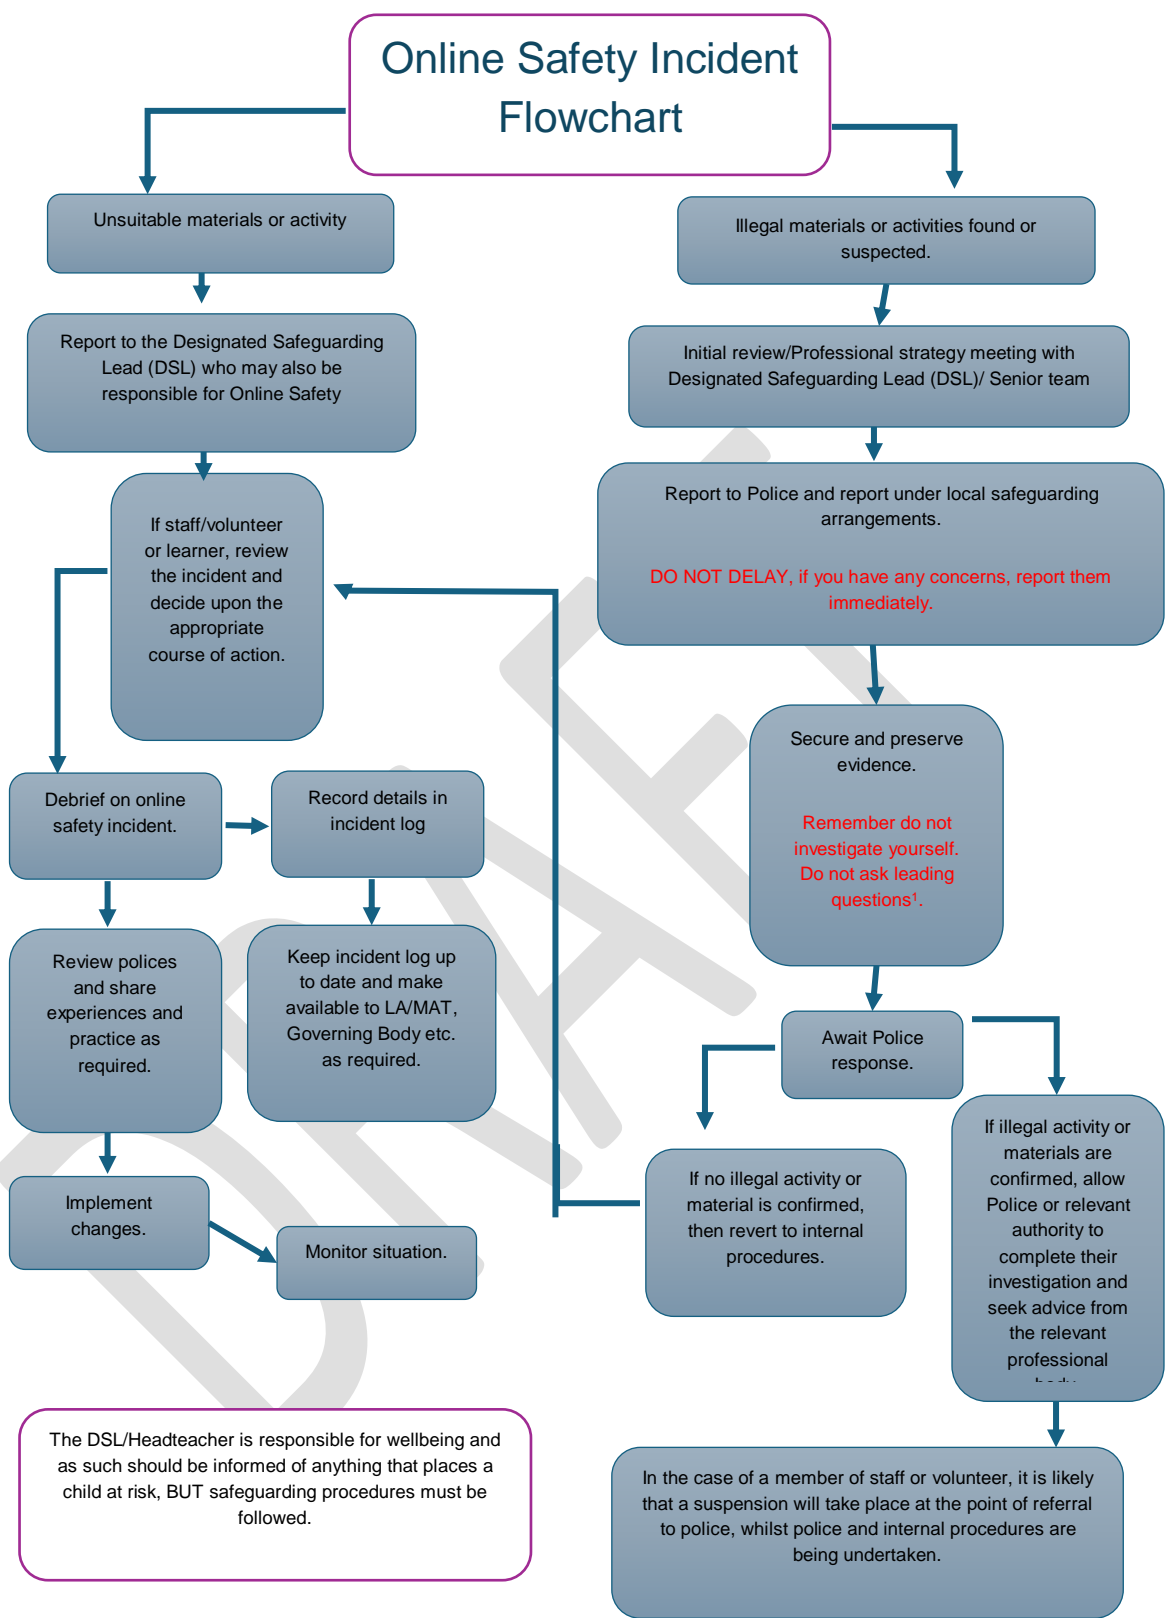 Online Safety Incident
Flowchart
Unsuitable materials or activity
Report to the Designated Safeguarding
Lead (DSL) who may also be
responsible for Online Safety
If staff/volunteer
or learner, review
the incident and
decide upon the
appropriate
course of action.
Debrief on online
safety incident.
Record details in
incident log
Review polices
and share
experiences and
practice as
required.
Keep incident log up
to date and make
available to LA/MAT,
Governing Body etc.
as required.
Implement
changes.
Monitor situation.
Illegal materials or activities found or
suspected.
Initial review/Professional strategy meeting with
Designated Safeguarding Lead (DSL)/ Senior team
Report to Police and report under local safeguarding
arrangements.
DO NOT DELAY, if you have any concerns, report them
immediately.
Secure and preserve
evidence.
Remember do not
investigate yourself.
Do not ask leading
questions¹.
Await Police
response.
If no illegal activity or
material is confirmed,
then revert to internal
procedures.
If illegal activity or
materials are
confirmed, allow
Police or relevant
authority to
complete their
investigation and
seek advice from
the relevant
professional
In the case of a member of staff or volunteer, it is likely
that a suspension will take place at the point of referral
to police, whilst police and internal procedures are
being undertaken.
The DSL/Headteacher is responsible for wellbeing and
as such should be informed of anything that places a
child at risk, BUT safeguarding procedures must be
followed.
DRAFT